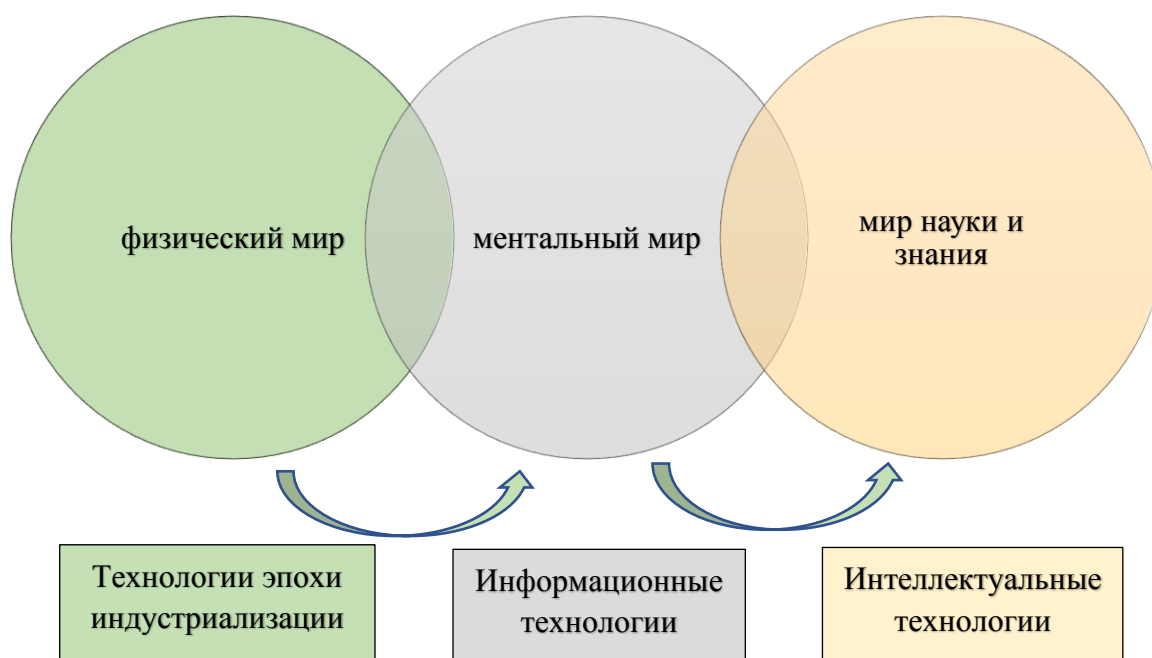 физический мир
ментальный мир
мир науки и
знания
Технологии эпохи
индустриализации
Информационные
технологии
Интеллектуальные
технологии